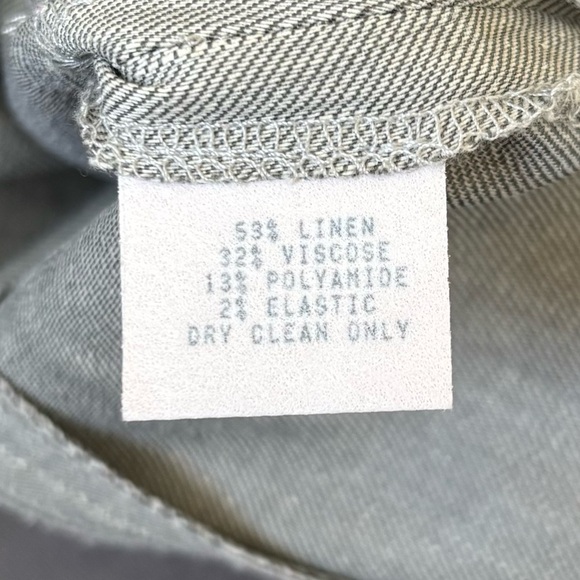 53% LINEN
32% VISCOSE
13% POLYAMIDE
2% ELASTIC
DRY CLEAN ONLY